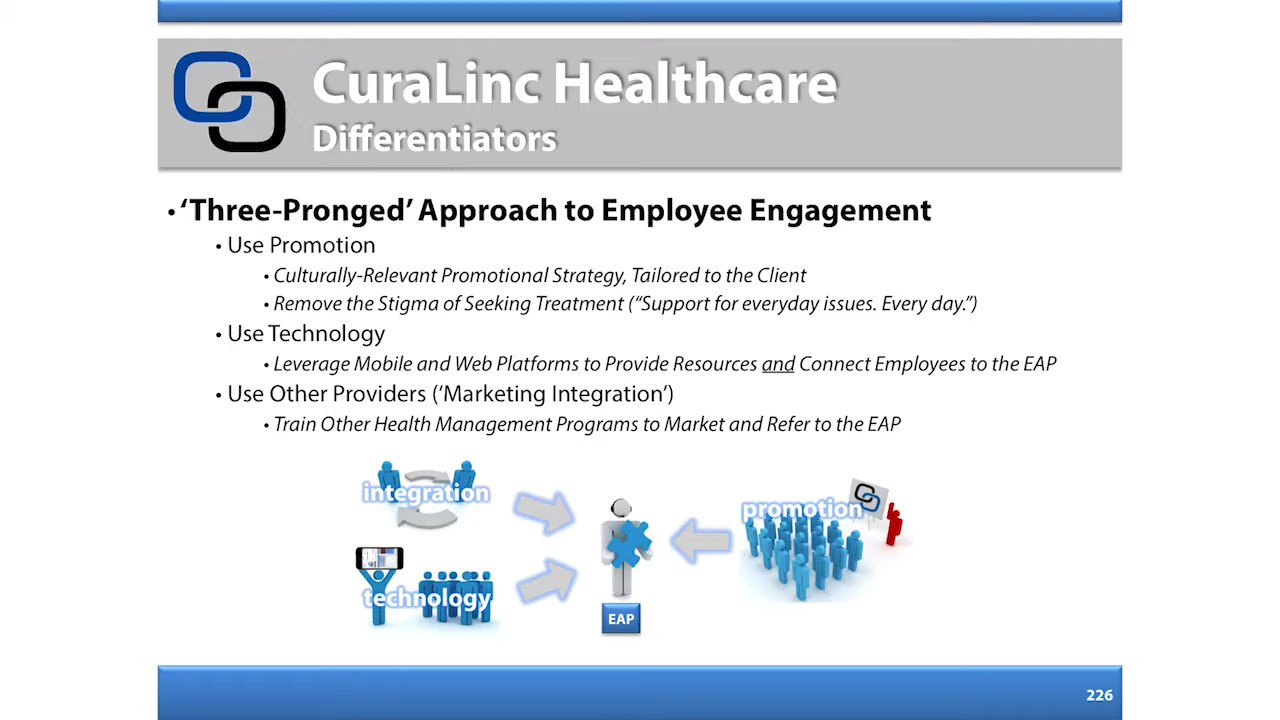 CuraLinc Healthcare
Differentiators
• ‘Three-Pronged’ Approach to Employee Engagement
• Use Promotion
• Culturally-Relevant Promotional Strategy, Tailored to the Client
• Remove the Stigma of Seeking Treatment (“Support for everyday issues. Every day.”)
• Use Technology
• Leverage Mobile and Web Platforms to Provide Resources and Connect Employees to the EAP
• Use Other Providers (‘Marketing Integration’)
• Train Other Health Management Programs to Market and Refer to the EAP
integration
promotion
technology
EAP
226